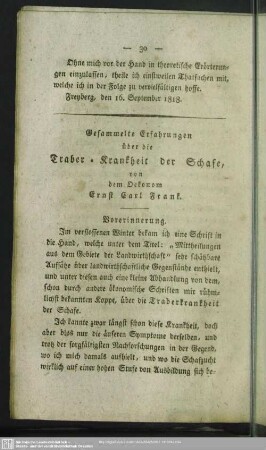 — 30 —
Ohne mich vor der Hand in theoretische Erörterun-
gen einzulassen, theile ich einstweilen Thatsachen mit,
welche ich in der Folge zu vervielfältigen hoffe.
Freyberg, den 16. September 1818.
Gesammelte Erfahrungen
über die
Traber-Krankheit der Schafe,
von
dem Oekonom
Ernst Carl Frank.
Vorerinnerung.
Im verflossenen Winter bekam ich eine Schrift in
die Hand, welche unter dem Titel: „Mittheilungen
aus dem Gebiete der Landwirthschaft" sehr schätzbare
Aufsätze über landwirthschaftliche Gegenstände enthielt,
und unter diesen auch eine kleine Abhandlung von dem,
schon durch andere ökonomische Schriften mit rühm-
lichst bekannten Koppe, über die Traberkrankheit
der Schafe.
Ich kannte zwar längst schon diese Krankheit, doch
aber blos nur die äußeren Symptome derselben, und
trotz der sorgfältigsten Nachforschungen in der Gegend,
wo ich mich damals aufhielt, und wo die Schafzucht
wirklich auf einer hohen Stufe von Ausbildung sich be-